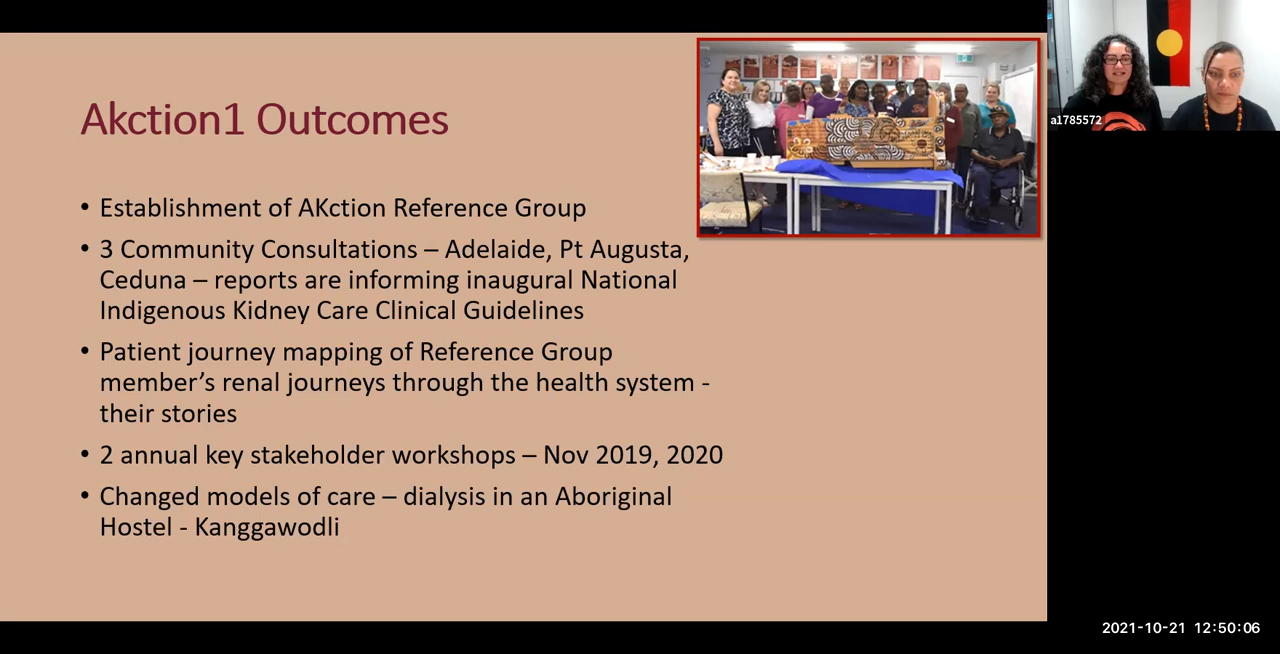 Akction1 Outcomes
• Establishment of AKction Reference Group
• 3 Community Consultations – Adelaide, Pt Augusta,
Ceduna – reports are informing inaugural National
Indigenous Kidney Care Clinical Guidelines
• Patient journey mapping of Reference Group
member’s renal journeys through the health system -
their stories
• 2 annual key stakeholder workshops – Nov 2019, 2020
• Changed models of care – dialysis in an Aboriginal
Hostel - Kanggawodli
a1785572
2021-10-21 12:50:06